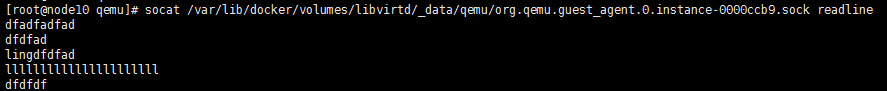 [root@node10 qemu]# socat /var/lib/docker/volumes/libvirtd/_data/qemu/org.qemu.guest_agent.0.instance-0000ccb9.sock readline
dfadfadfad
dfdfad
lingdfdfad
llllllllllllllllllllll
dfdfdf